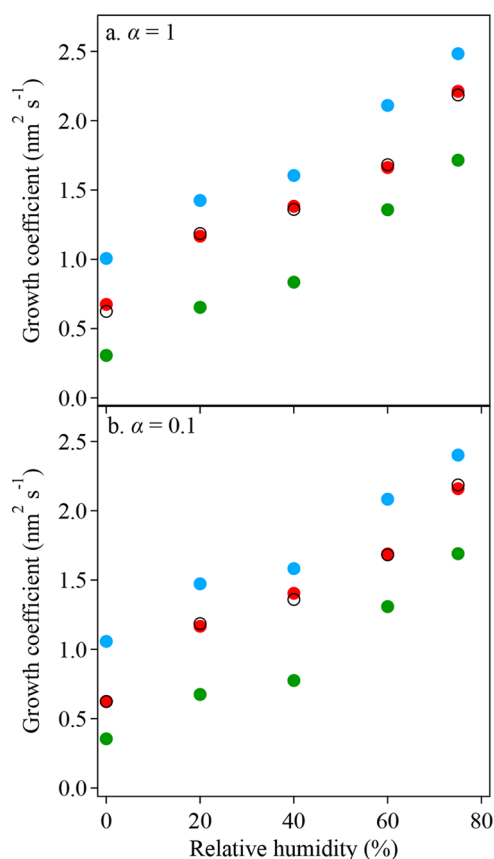 a. α = 1
2.5
2.0
1.5
1.0
0.5
0.0
Growth coefficient (nm² s⁻¹)
b. α = 0.1
2.5
2.0
1.5
1.0
0.5
0.0
Growth coefficient (nm² s⁻¹)
0 20 40 60 80
Relative humidity (%)